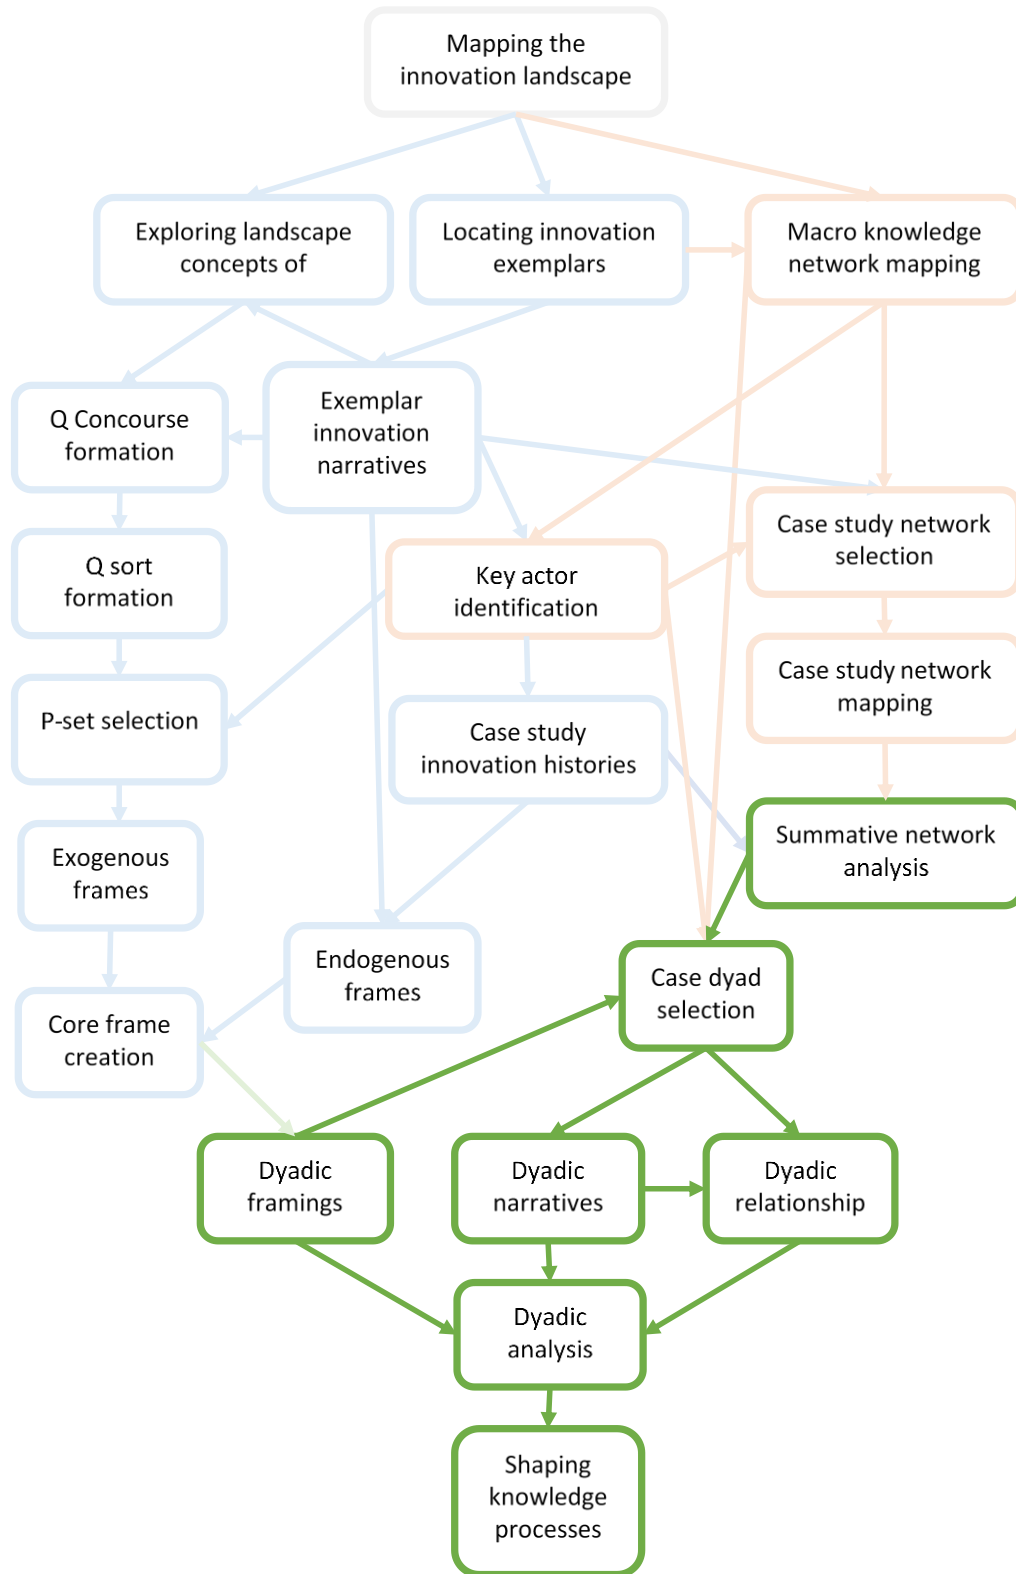 Mapping the
innovation landscape
Exploring landscape
concepts of
Locating innovation
exemplars
Macro knowledge
network mapping
Q Concourse
formation
Exemplar
innovation
narratives
Case study network
selection
Q sort
formation
Key actor
identification
Case study network
mapping
P-set selection
Case study
innovation histories
Summative network
analysis
Exogenous
frames
Endogenous
frames
Case dyad
selection
Core frame
creation
Dyadic
framings
Dyadic
narratives
Dyadic
relationship
Dyadic
analysis
Shaping
knowledge
processes